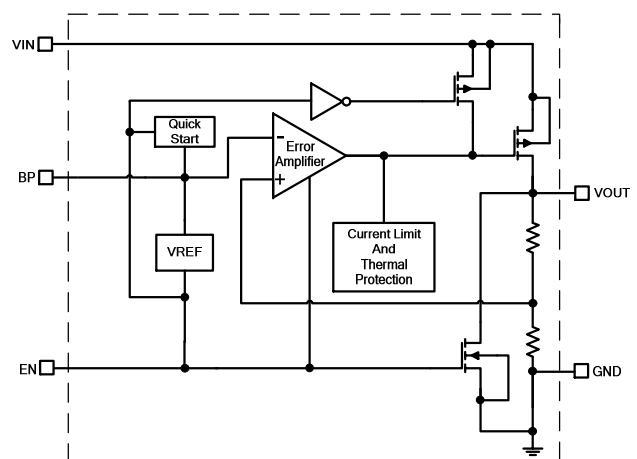 VIN
Quick
Start
Error
Amplifier
-
+
BP
VOUT
VREF
Current Limit
And
Thermal
Protection
EN
GND